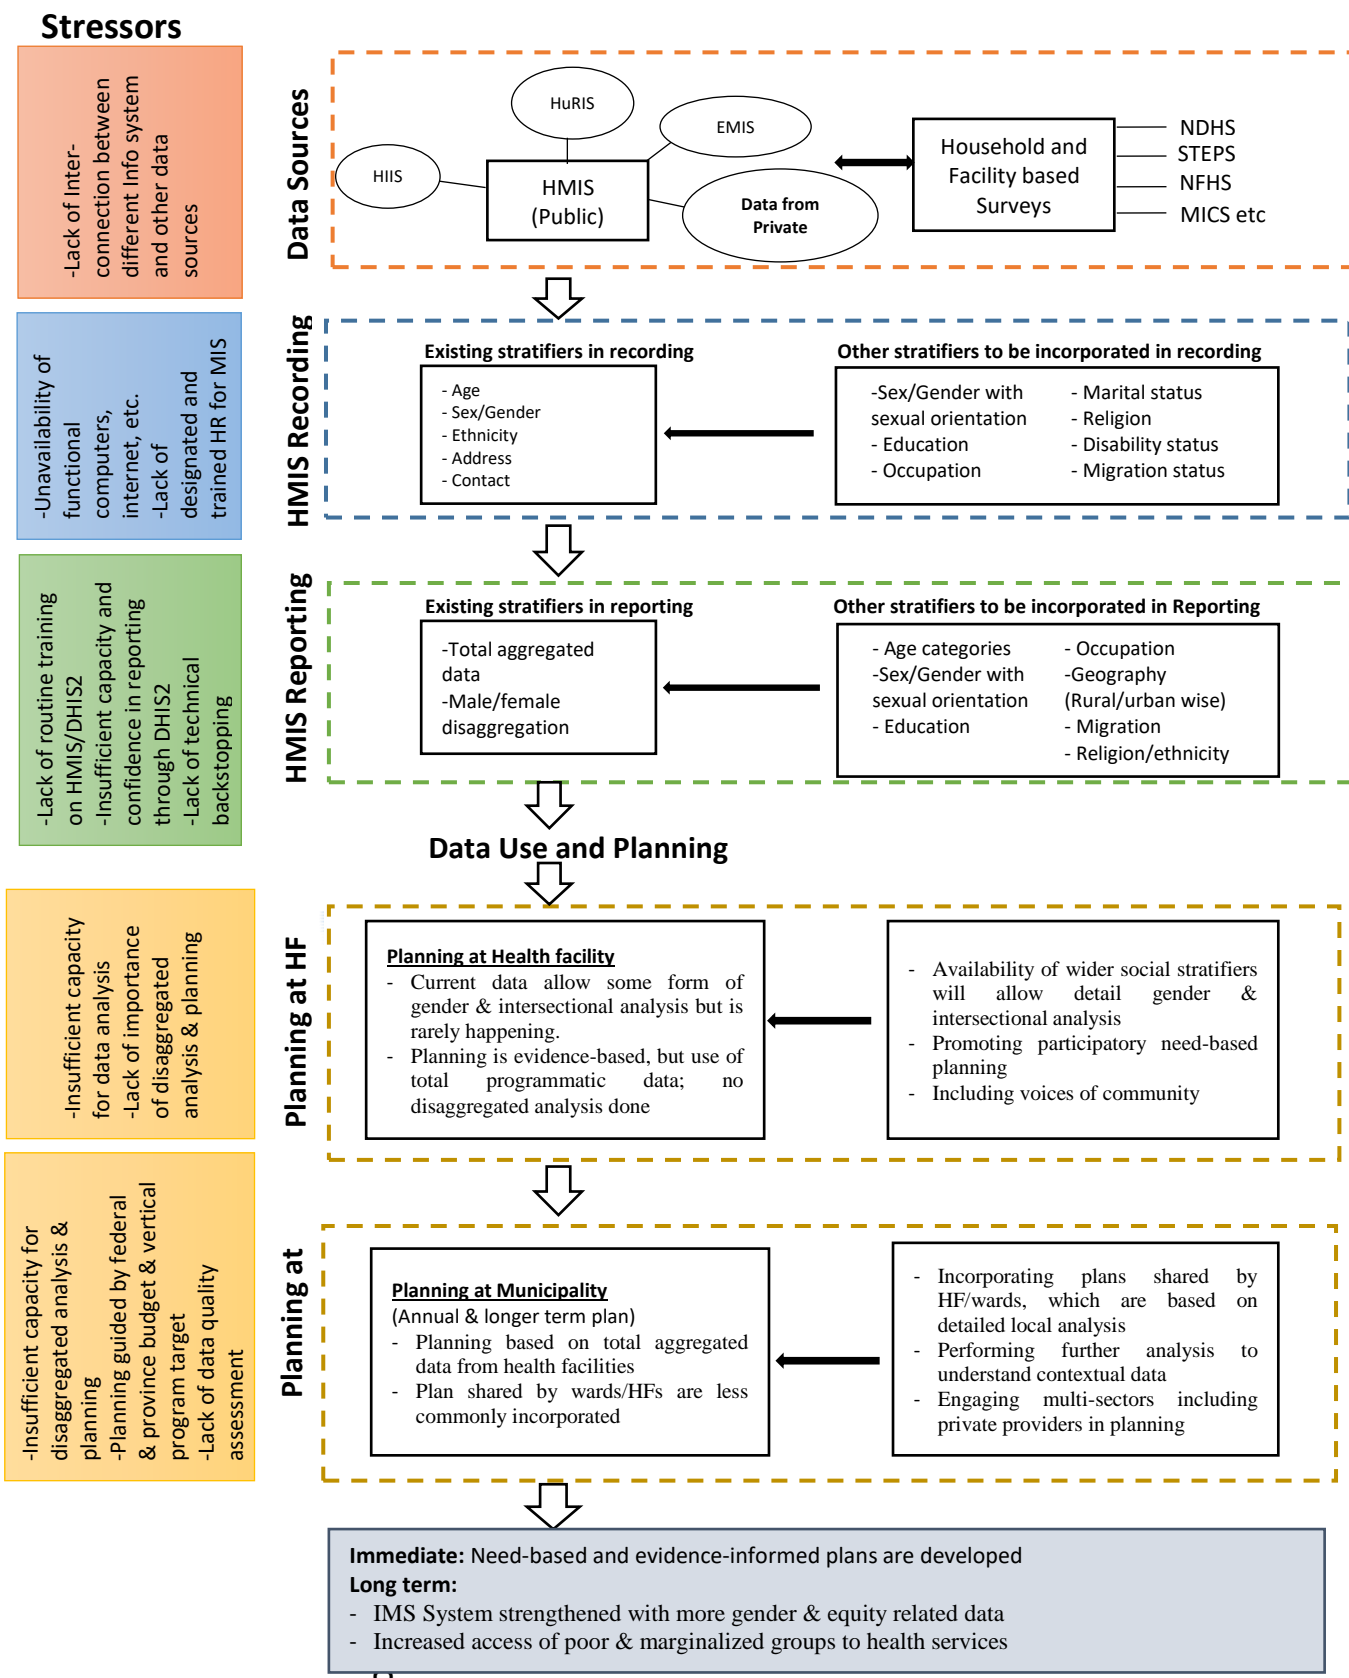 Stressors
-Lack of Inter-
connection between
different Info system
and other data
sources
Data Sources
HuRIS
EMIS
HIIS
HMIS
(Public)
Data from
Private
Household and
Facility based
Surveys
NDHS
STEPS
NFHS
MICS etc
-Unavailability of
functional
computers,
internet, etc.
-Lack of
designated and
trained HR for MIS
HMIS Recording
Existing stratifiers in recording
- Age
- Sex/Gender
- Ethnicity
- Address
- Contact
Other stratifiers to be incorporated in recording
-Sex/Gender with
sexual orientation
- Education
- Occupation
- Marital status
- Religion
- Disability status
- Migration status
-Lack of routine training
on HMIS/DHIS2
-Insufficient capacity and
confidence in reporting
through DHIS2
-Lack of technical
backstopping
HMIS Reporting
Existing stratifiers in reporting
-Total aggregated
data
-Male/female
disaggregation
Other stratifiers to be incorporated in Reporting
- Age categories
-Sex/Gender with
sexual orientation
- Education
- Occupation
-Geography
(Rural/urban wise)
- Migration
- Religion/ethnicity
Data Use and Planning
-Insufficient capacity
for data analysis
-Lack of importance
of disaggregated
analysis & planning
Planning at HF
Planning at Health facility
- Current data allow some form of
gender & intersectional analysis but is
rarely happening.
- Planning is evidence-based, but use of
total programmatic data; no
disaggregated analysis done
- Availability of wider social stratifiers
will allow detail gender &
intersectional analysis
- Promoting participatory need-based
planning
- Including voices of community
-Insufficient capacity for
disaggregated analysis &
planning
-Planning guided by federal
& province budget & vertical
program target
-Lack of data quality
assessment
Planning at
Planning at Municipality
(Annual & longer term plan)
- Planning based on total aggregated
data from health facilities
- Plan shared by wards/HFs are less
commonly incorporated
- Incorporating plans shared by
HF/wards, which are based on
detailed local analysis
- Performing further analysis to
understand contextual data
- Engaging multi-sectors including
private providers in planning
Immediate: Need-based and evidence-informed plans are developed
Long term:
- IMS System strengthened with more gender & equity related data
- Increased access of poor & marginalized groups to health services